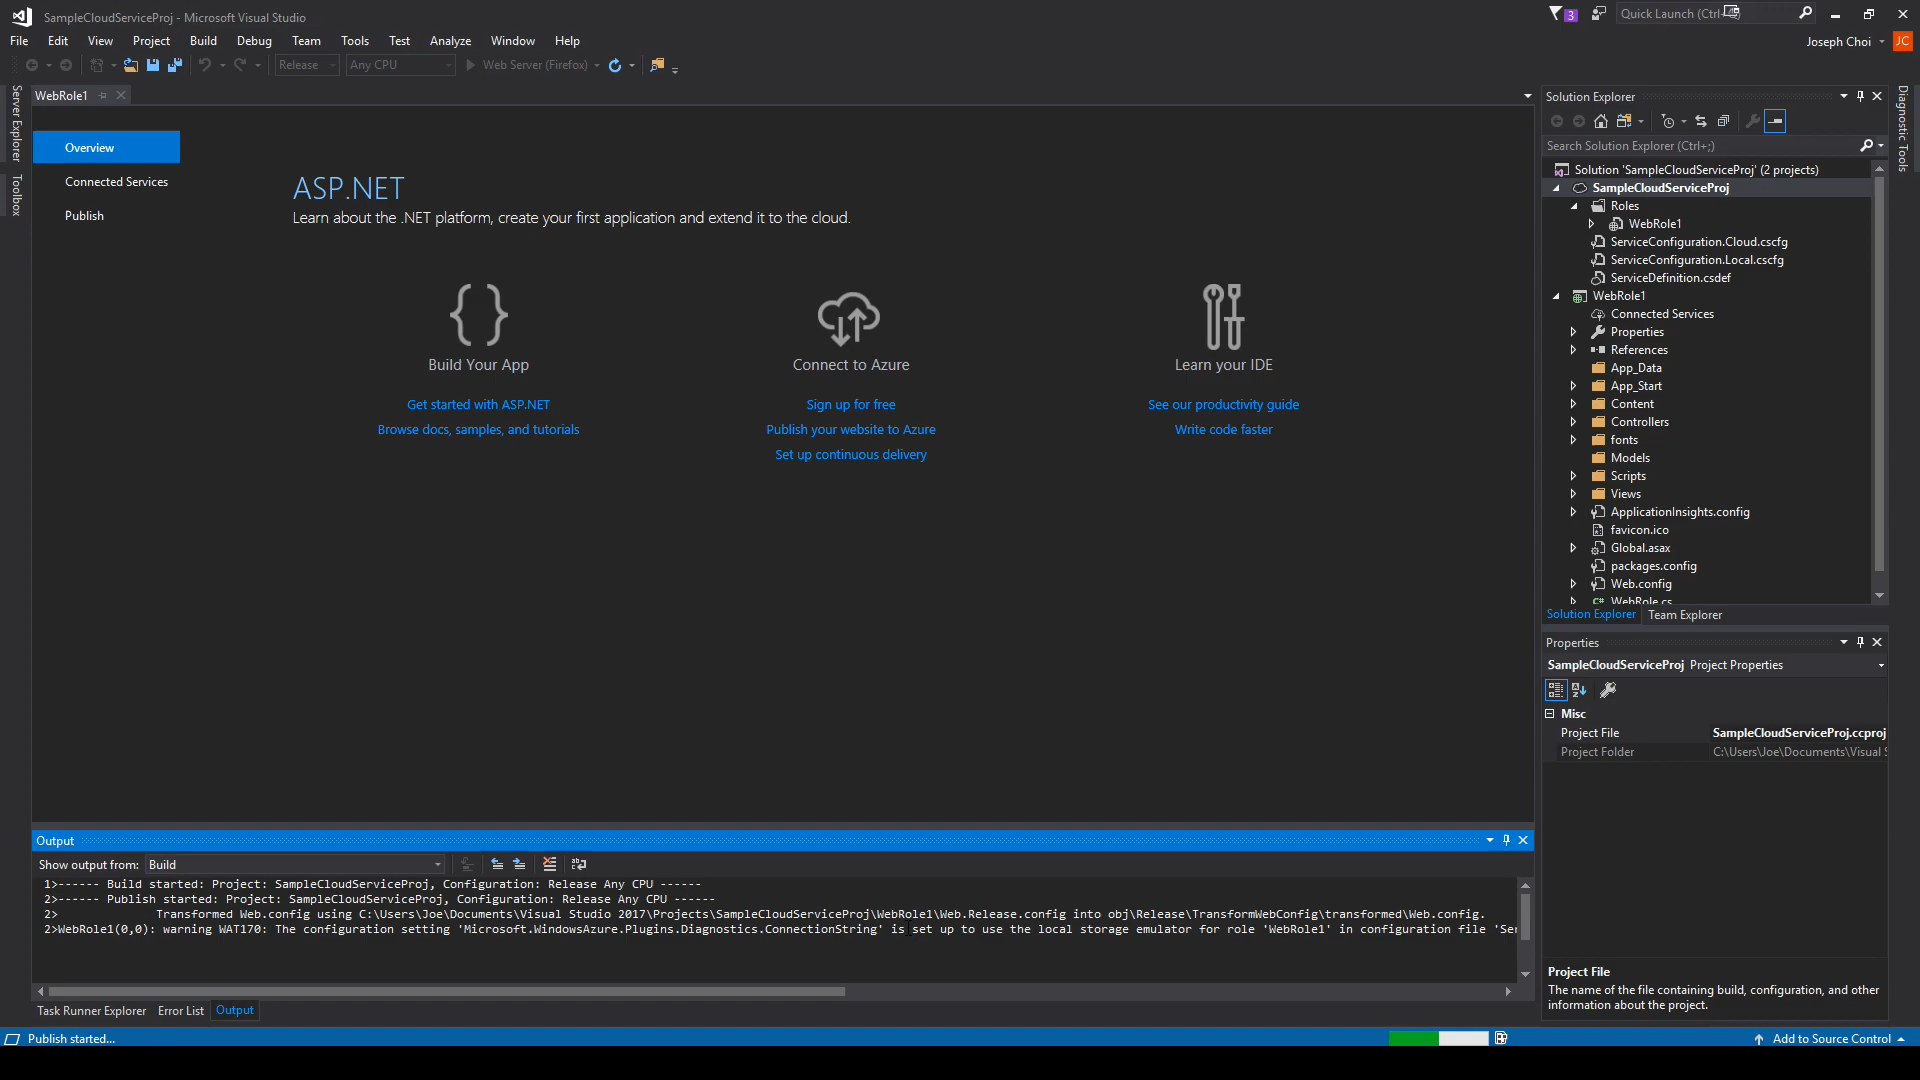 SampleCloudServiceProj - Microsoft Visual Studio
3
Quick Launch (Ctrl+Q)
File Edit View Project Build Debug Team Tools Test Analyze Window Help
Joseph Choi JC
Release Any CPU Web Server (Firefox)
Server Explorer
Toolbox
WebRole1
Overview
Connected Services
Publish
ASP.NET
Learn about the .NET platform, create your first application and extend it to the cloud.
{ }
Build Your App
Get started with ASP.NET
Browse docs, samples, and tutorials
Connect to Azure
Sign up for free
Publish your website to Azure
Set up continuous delivery
Learn your IDE
See our productivity guide
Write code faster
Solution Explorer
Search Solution Explorer (Ctrl+;)
Solution 'SampleCloudServiceProj' (2 projects)
SampleCloudServiceProj
Roles
WebRole1
ServiceConfiguration.Cloud.cscfg
ServiceConfiguration.Local.cscfg
ServiceDefinition.csdef
WebRole1
Connected Services
Properties
References
App_Data
App_Start
Content
Controllers
fonts
Models
Scripts
Views
ApplicationInsights.config
favicon.ico
Global.asax
packages.config
Web.config
C# WebRole.cs
Solution Explorer Team Explorer
Diagnostic Tools
Properties
SampleCloudServiceProj Project Properties
Misc
Project File SampleCloudServiceProj.ccproj
Project Folder C:\Users\Joe\Documents\Visual S
Project File
The name of the file containing build, configuration, and other
information about the project.
Output
Show output from: Build
1>------ Build started: Project: SampleCloudServiceProj, Configuration: Release Any CPU ------
2>------ Publish started: Project: SampleCloudServiceProj, Configuration: Release Any CPU ------
2> Transformed Web.config using C:\Users\Joe\Documents\Visual Studio 2017\Projects\SampleCloudServiceProj\WebRole1\Web.Release.config into obj\Release\TransformWebConfig\transformed\Web.config.
2>WebRole1(0,0): warning WAT170: The configuration setting 'Microsoft.WindowsAzure.Plugins.Diagnostics.ConnectionString' is set up to use the local storage emulator for role 'WebRole1' in configuration file 'Ser
Task Runner Explorer Error List Output
Publish started...
Add to Source Control